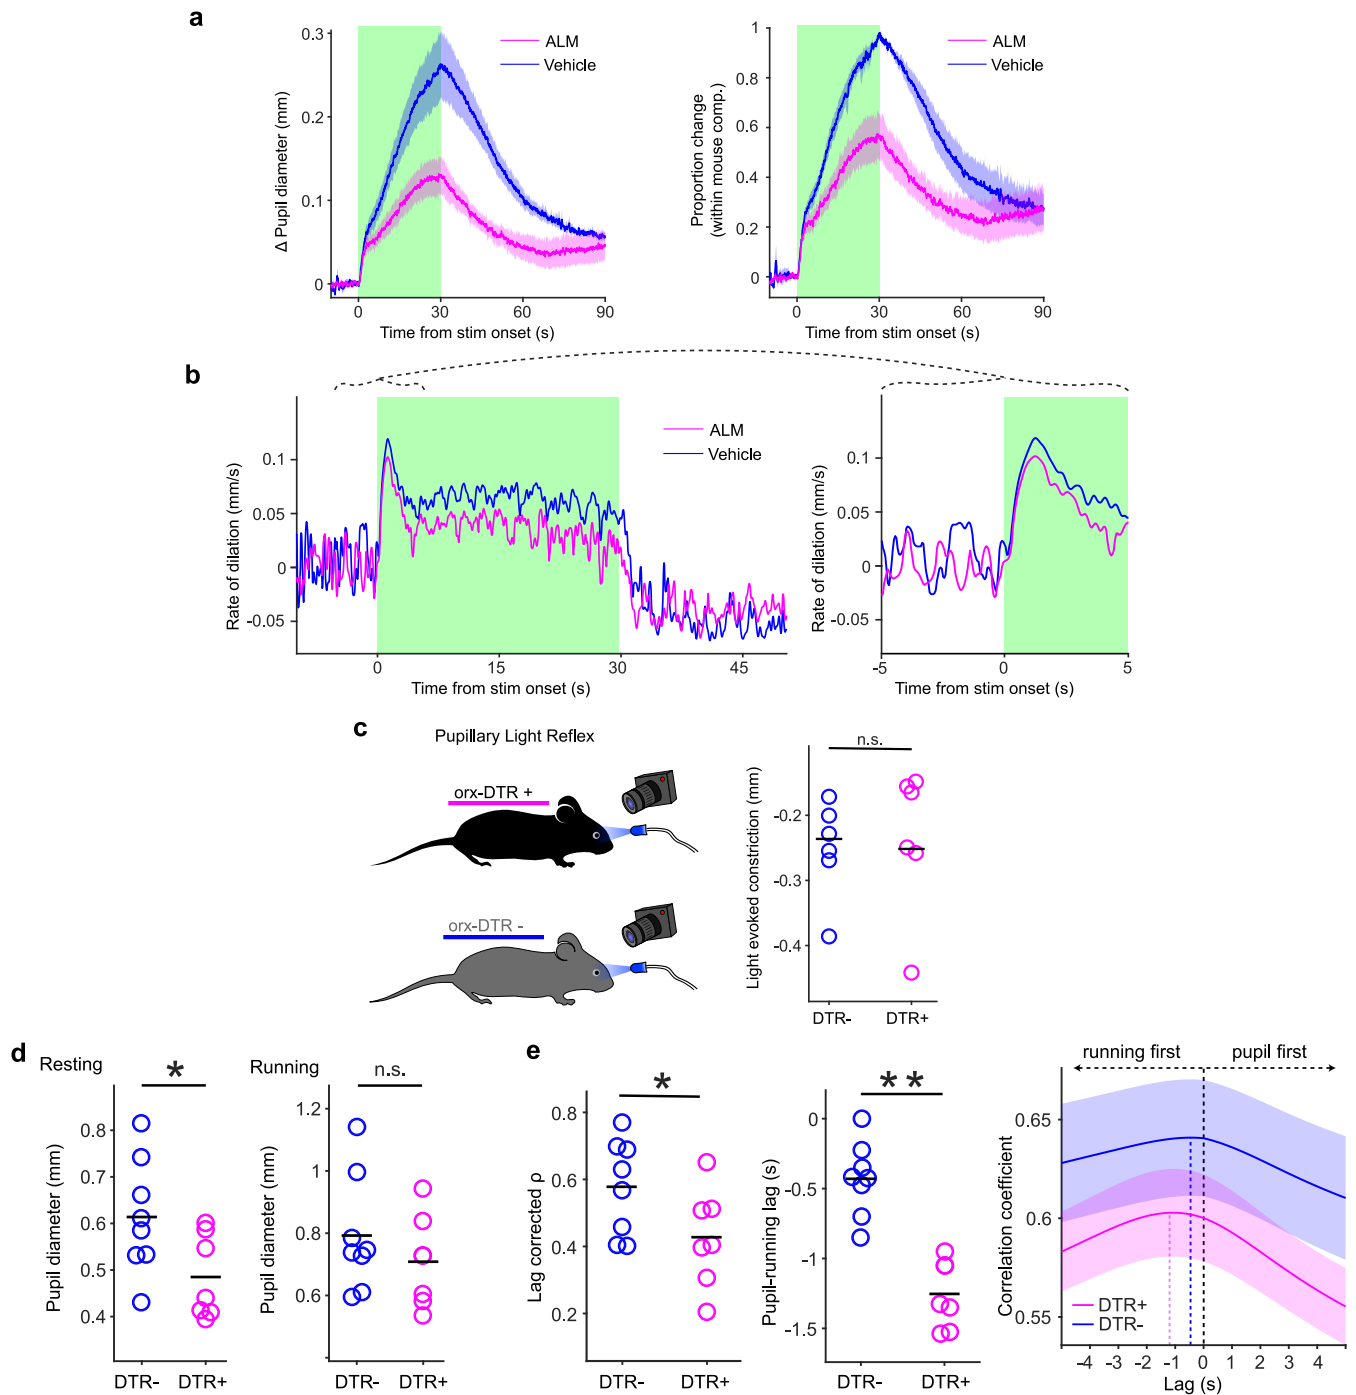 a
ALM
Vehicle
0.3
0.2
0.1
0
Δ Pupil diameter (mm)
0 30 60 90
Time from stim onset (s)
ALM
Vehicle
1
0.8
0.6
0.4
0.2
0
Proportion change
(within mouse comp.)
0 30 60 90
Time from stim onset (s)
b
ALM
Vehicle
0.1
0.05
0
-0.05
Rate of dilation (mm/s)
0 15 30 45
Time from stim onset (s)
0.1
0.05
0
-0.05
Rate of dilation (mm/s)
-5 0 5
Time from stim onset (s)
c
Pupillary Light Reflex
orx-DTR +
orx-DTR -
n.s.
-0.2
-0.3
-0.4
Light evoked constriction (mm)
DTR- DTR+
d
Resting
*
0.8
0.6
0.5
0.4
Pupil diameter (mm)
DTR- DTR+
Running
n.s.
1.2
1
0.8
0.6
Pupil diameter (mm)
DTR- DTR+
e
*
0.8
0.6
0.4
0.2
Lag corrected ρ
DTR- DTR+
**
0
-0.5
-1
-1.5
Pupil-running lag (s)
DTR- DTR+
running first pupil first
0.65
0.6
0.55
Correlation coefficient
DTR+
DTR-
-5 -4 -3 -2 -1 0 1 2 3 4
Lag (s)